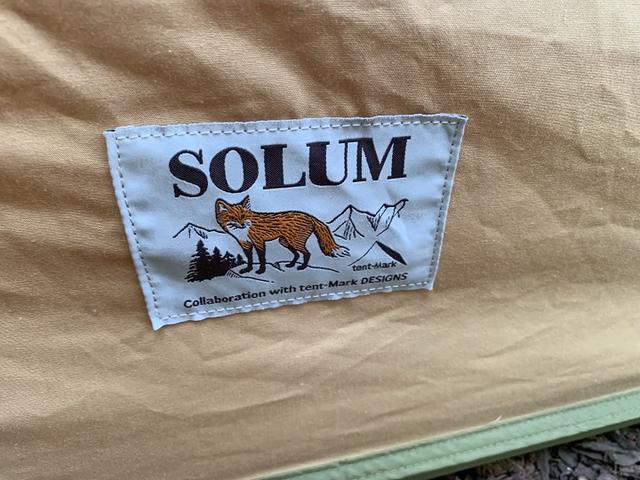 SOLUM
tent-Mark
Collaboration with tent-Mark DESIGNS